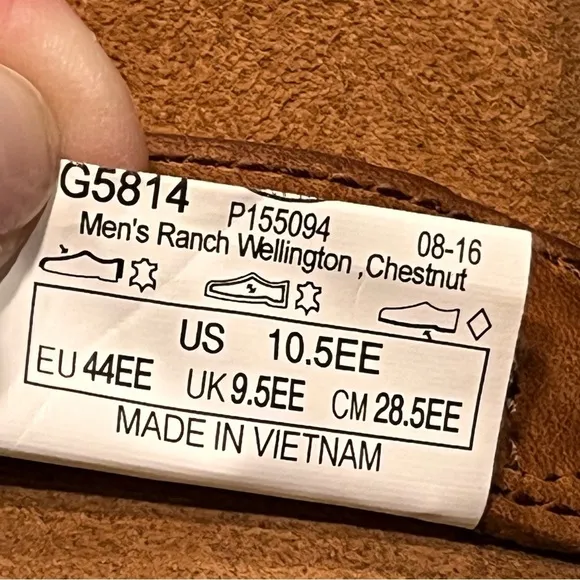 G5814 P155094 08-16
Men's Ranch Wellington ,Chestnut
US 10.5EE
EU 44EE UK 9.5EE CM 28.5EE
MADE IN VIETNAM